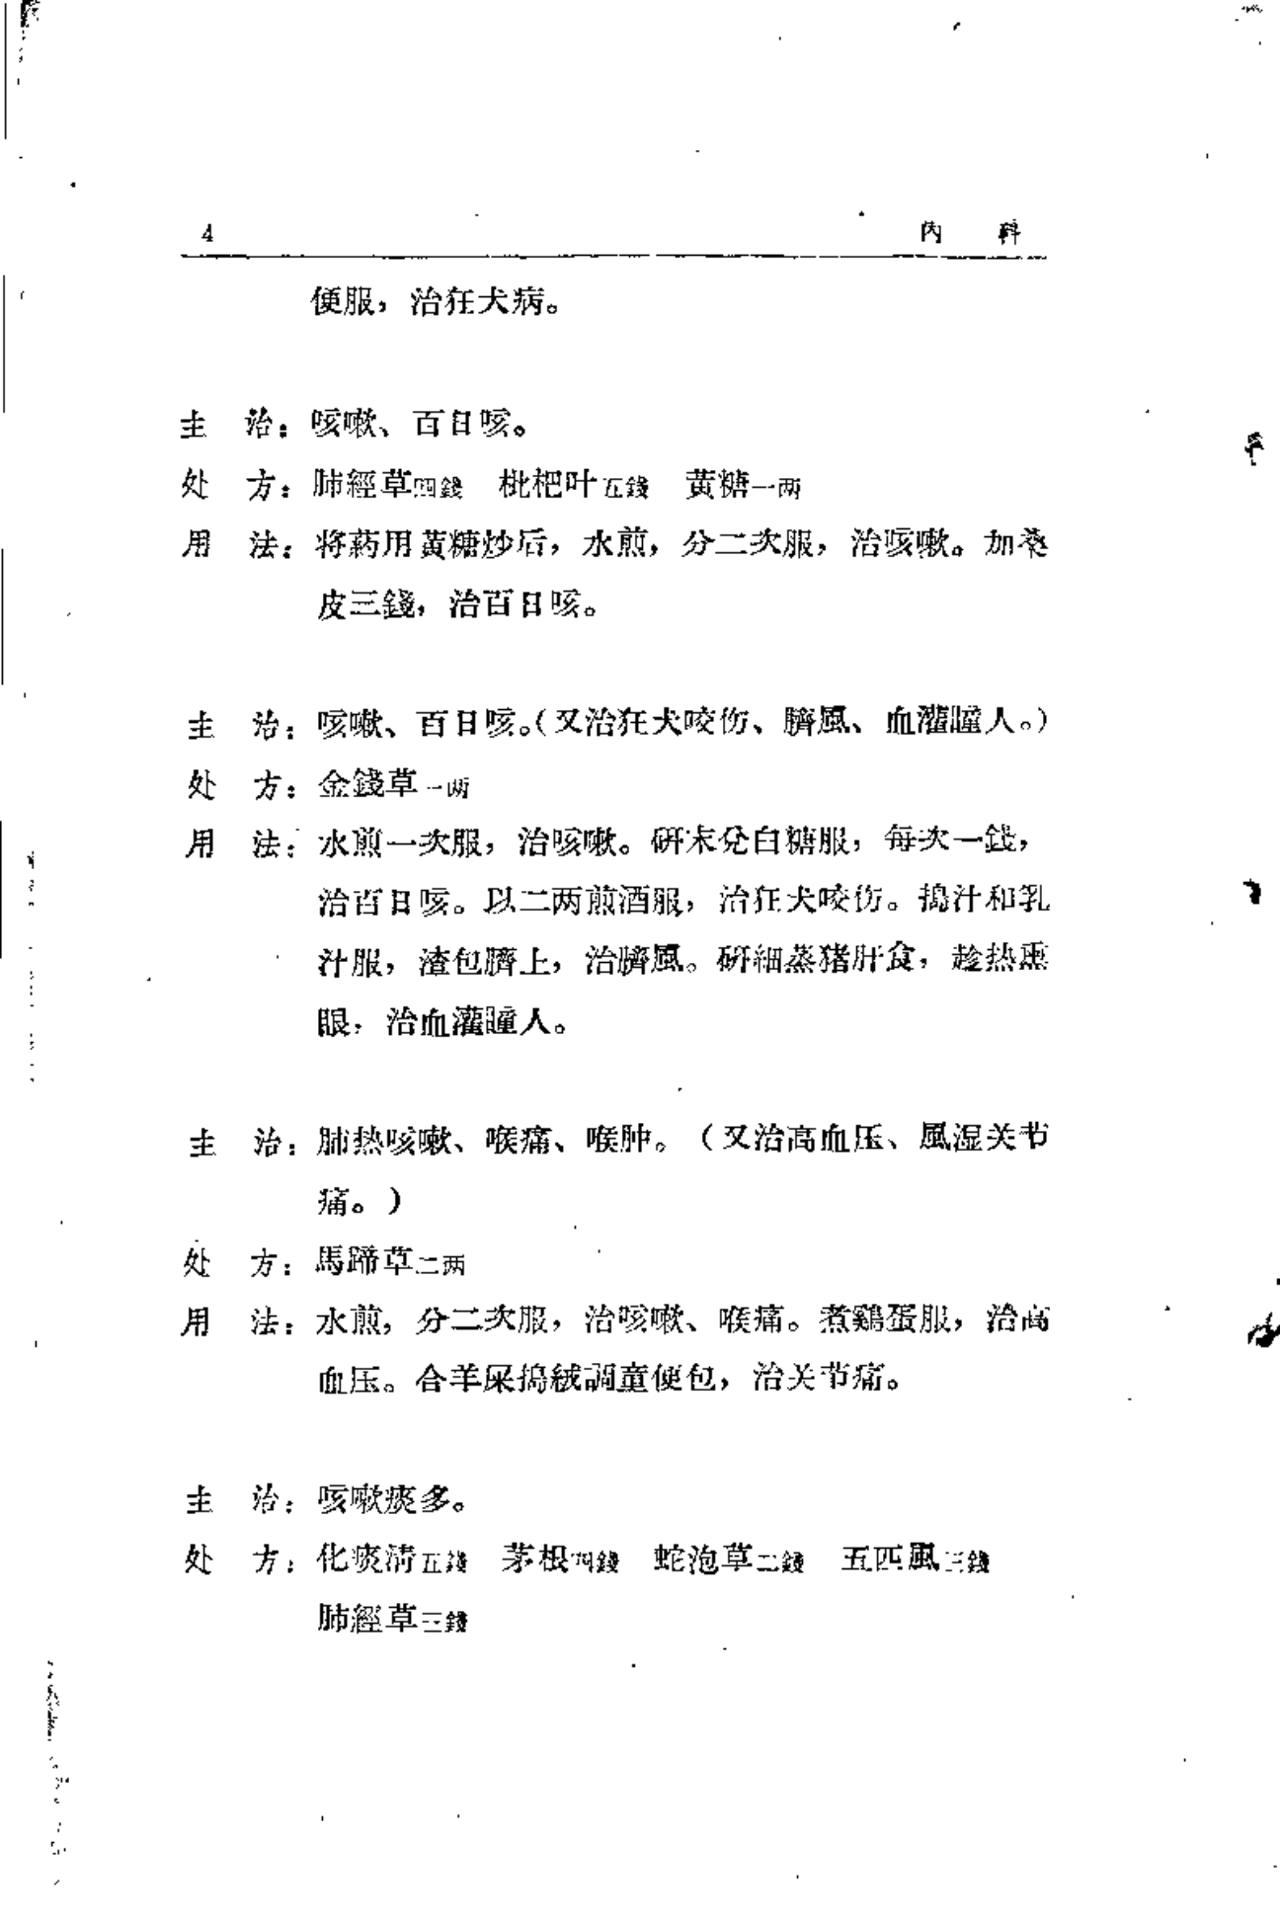 4 內 科
便服，治狂犬病。
主 治：咳嗽、百日咳。
处 方：肺經草四錢 枇杷叶五錢 黃糖一两
用 法：将葯用黃糖炒后，水煎，分二次服，治咳嗽。加桑
皮三錢，治百日咳。
主 治：咳嗽、百日咳。（又治狂犬咬伤、臍風、血灌瞳人。）
处 方：金錢草一两
用 法：水煎一次服，治咳嗽。研末兌白糖服，每次一錢，
治百日咳。以二两煎酒服，治狂犬咬伤。搗汁和乳
汁服，渣包臍上，治臍風。研細蒸猪肝食，趁热熏
眼，治血灌瞳人。
主 治：肺热咳嗽、喉痛、喉肿。（又治高血压、風湿关节
痛。）
处 方：馬蹄草二两
用 法：水煎，分二次服，治咳嗽、喉痛。煮鷄蛋服，治高
血压。合羊屎搗絨調童便包，治关节痛。
主 治：咳嗽痰多。
处 方：化痰清五錢 茅根四錢 蛇泡草二錢 五匹風三錢
肺經草三錢